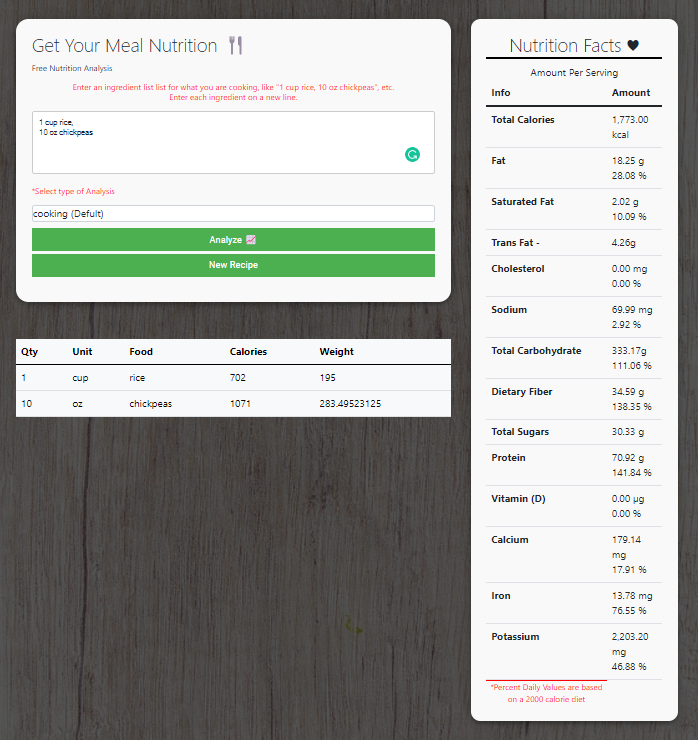 Get Your Meal Nutrition
Free Nutrition Analysis
Enter an ingredient list list for what you are cooking, like "1 cup rice, 10 oz chickpeas", etc.
Enter each ingredient on a new line.
1 cup rice,
10 oz chickpeas
*Select type of Analysis
cooking (Defult)
Analyze
New Recipe
Qty Unit Food Calories Weight
1 cup rice 702 195
10 oz chickpeas 1071 283.49523125
Nutrition Facts ♥
Amount Per Serving
Info Amount
Total Calories 1,773.00
kcal
Fat 18.25 g
28.08 %
Saturated Fat 2.02 g
10.09 %
Trans Fat - 4.26g
Cholesterol 0.00 mg
0.00 %
Sodium 69.99 mg
2.92 %
Total Carbohydrate 333.17g
111.06 %
Dietary Fiber 34.59 g
138.35 %
Total Sugars 30.33 g
Protein 70.92 g
141.84 %
Vitamin (D) 0.00 µg
0.00 %
Calcium 179.14
mg
17.91 %
Iron 13.78 mg
76.55 %
Potassium 2,203.20
mg
46.88 %
*Percent Daily Values are based
on a 2000 calorie diet